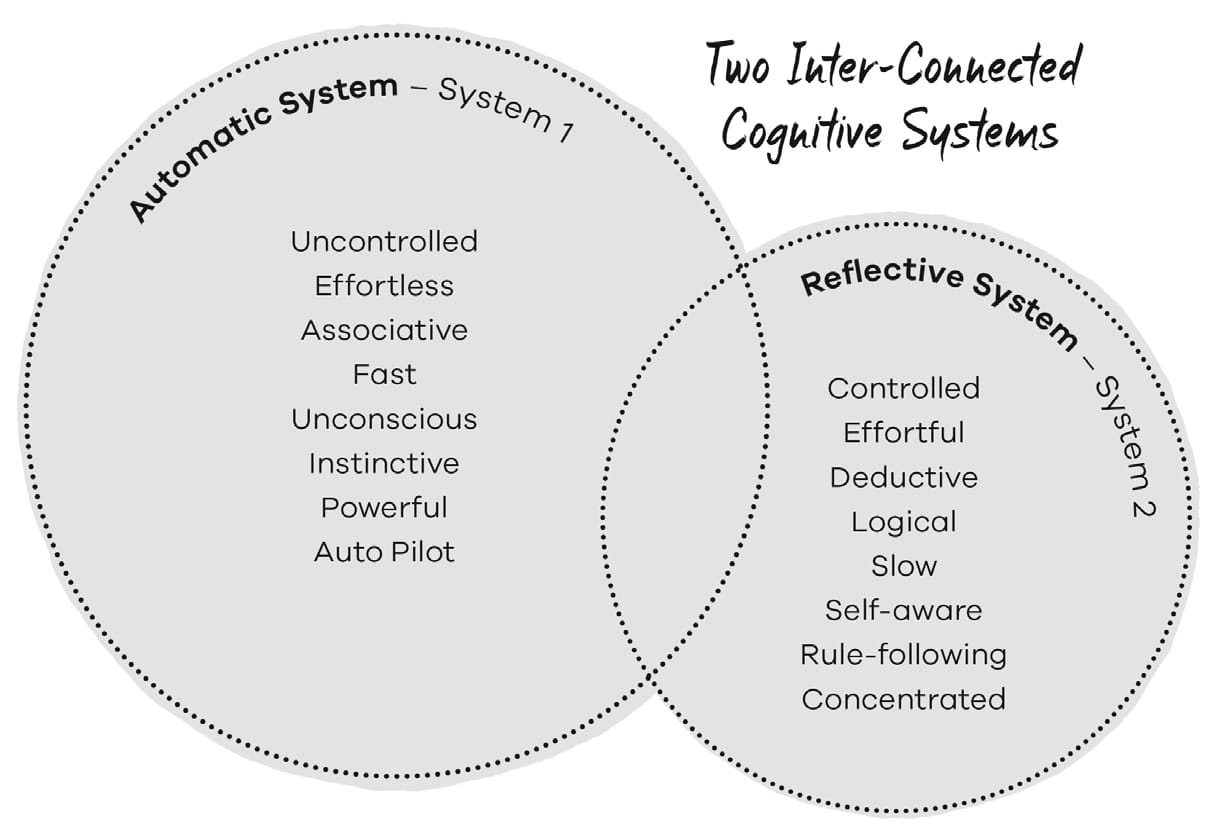 Two Inter-Connected
Cognitive Systems
Automatic System – System 1
Uncontrolled
Effortless
Associative
Fast
Unconscious
Instinctive
Powerful
Auto Pilot
Reflective System – System 2
Controlled
Effortful
Deductive
Logical
Slow
Self-aware
Rule-following
Concentrated